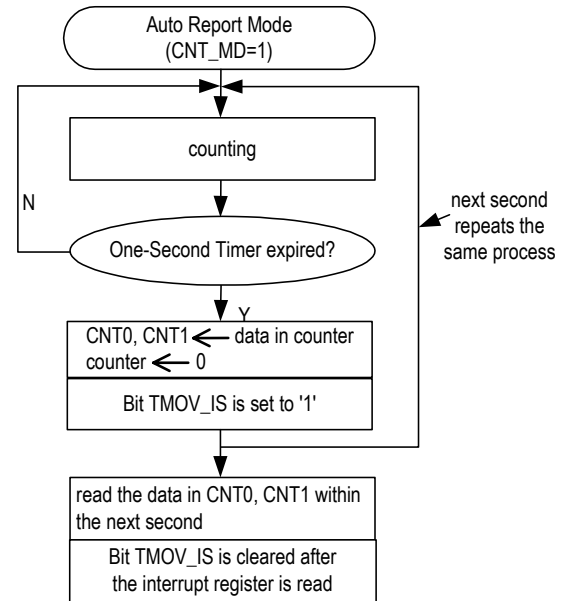 Auto Report Mode
(CNT_MD=1)
counting
N
next second
repeats the
same process
One-Second Timer expired?
Y
CNT0, CNT1 ← data in counter
counter ← 0
Bit TMOV_IS is set to '1'
read the data in CNT0, CNT1 within
the next second
Bit TMOV_IS is cleared after
the interrupt register is read